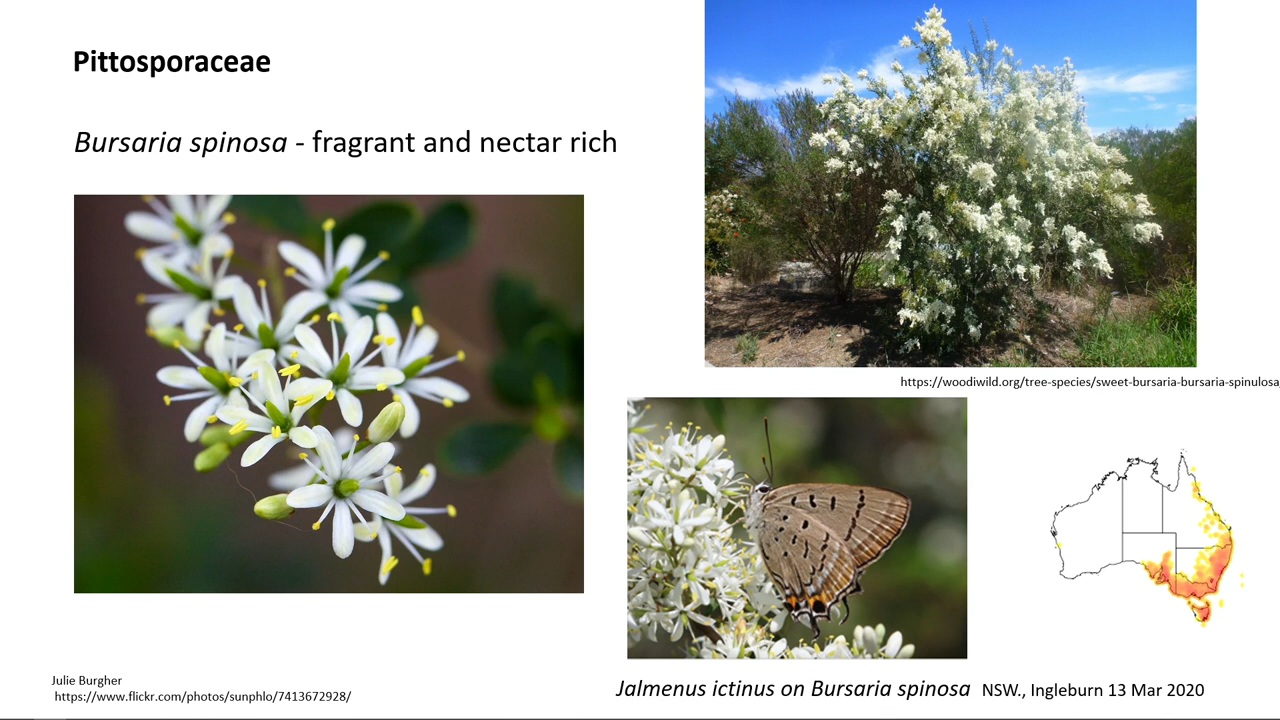 Pittosporaceae
Bursaria spinosa - fragrant and nectar rich
https://woodiwild.org/tree-species/sweet-bursaria-bursaria-spinulosa
Julie Burgher
https://www.flickr.com/photos/sunphlo/7413672928/
Jalmenus ictinus on Bursaria spinosa NSW., Ingleburn 13 Mar 2020